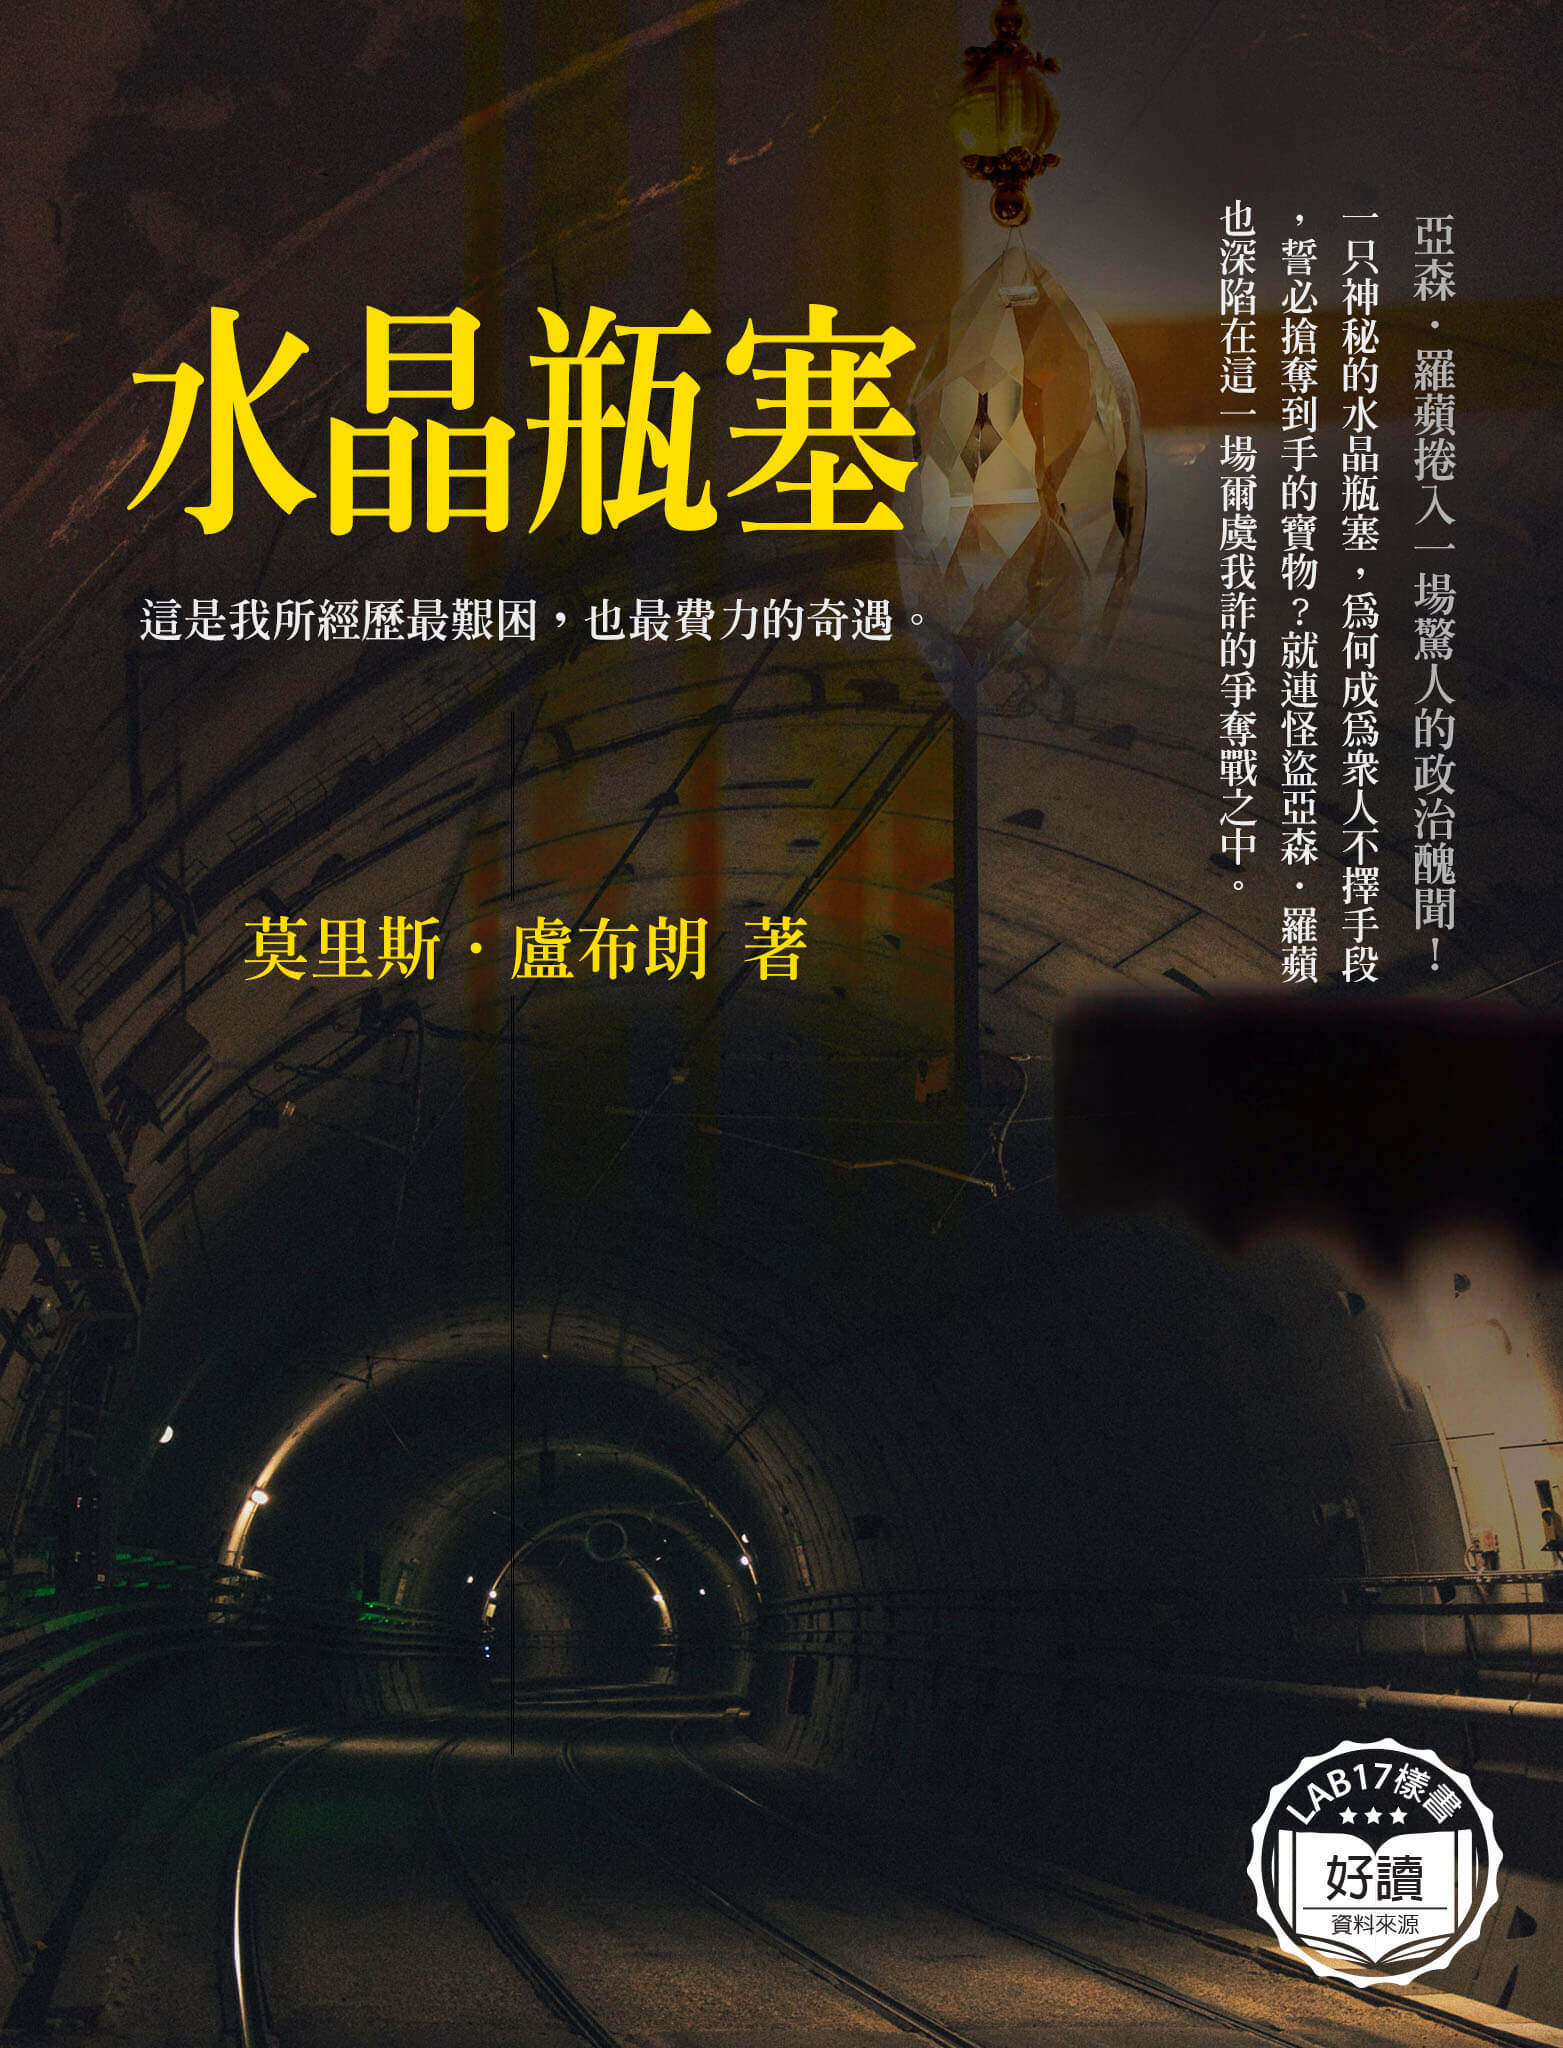 水晶瓶塞
這是我所經歷最艱困，也最費力的奇遇。
莫里斯・盧布朗 著
亞森・羅蘋捲入一場驚人的政治醜聞！
一只神秘的水晶瓶塞，爲何成爲衆人不擇手段
，誓必搶奪到手的寶物？就連怪盜亞森・羅蘋
也深陷在這一場爾虞我詐的爭奪戰之中。
LAB17樣書
好讀
資料來源